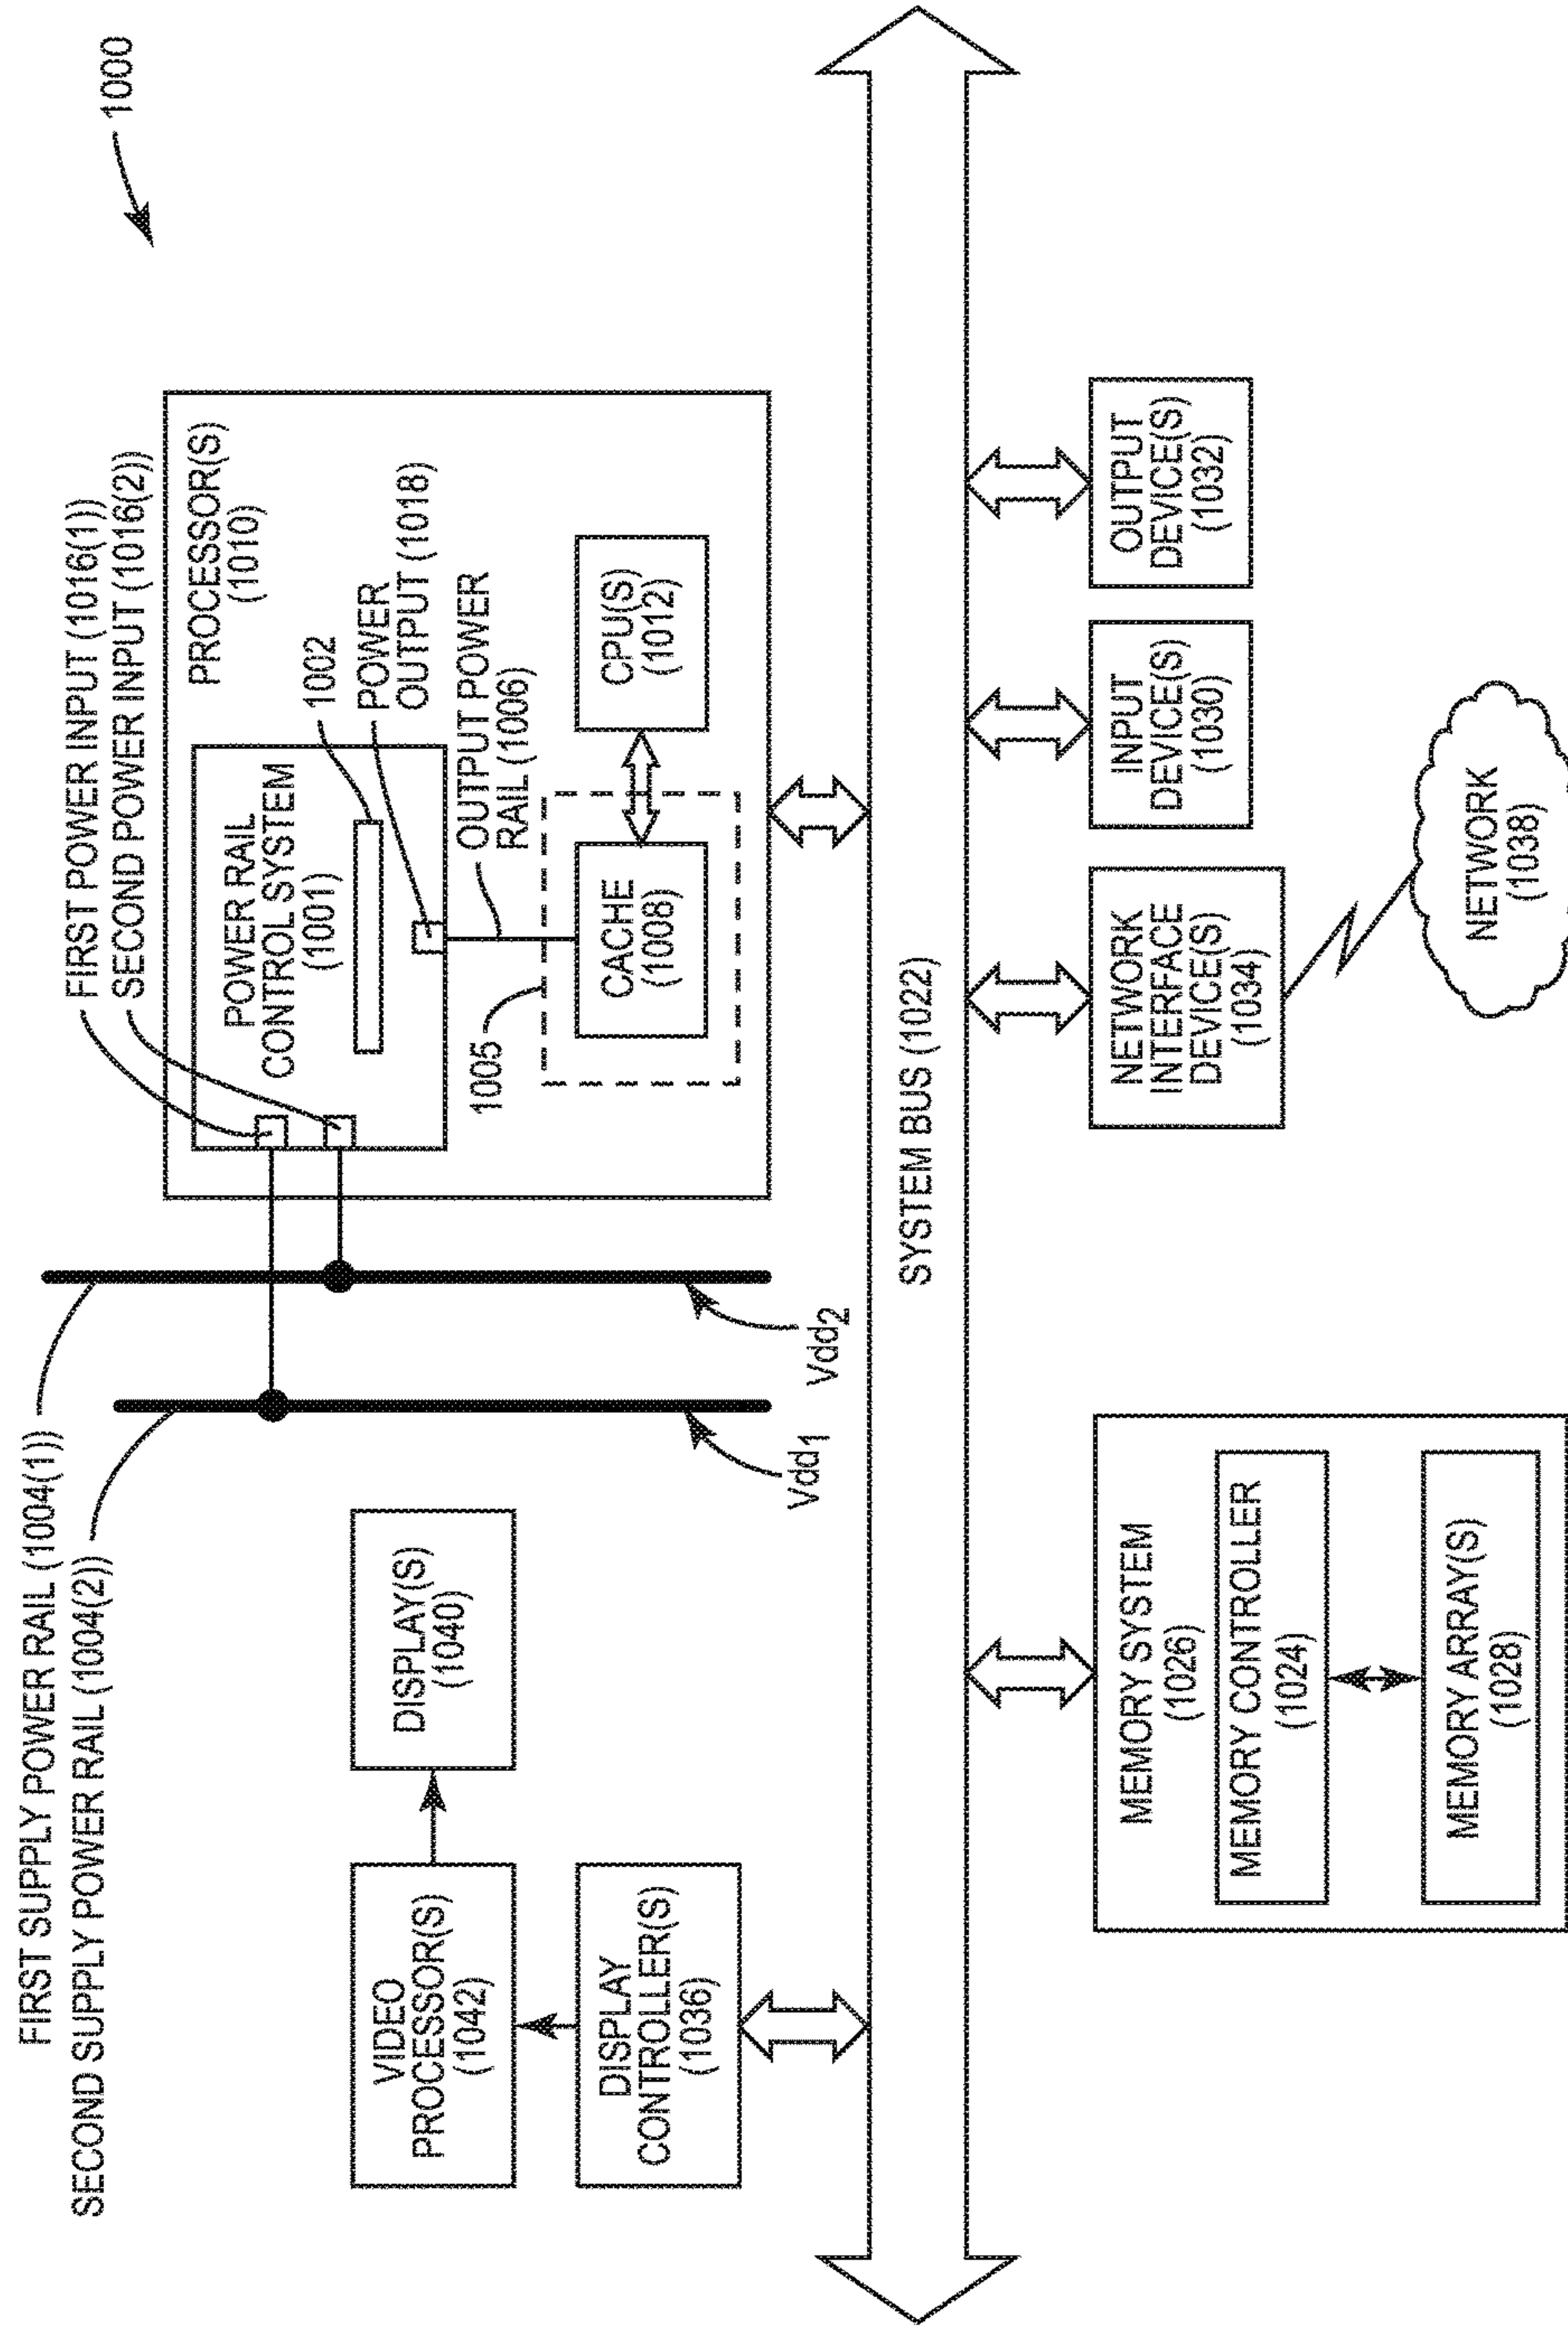 1000
FIRST SUPPLY POWER RAIL (1004(1))
SECOND SUPPLY POWER RAIL (1004(2))
FIRST POWER INPUT (1016(1))
SECOND POWER INPUT (1016(2))
PROCESSOR(S)
(1010)
POWER RAIL
CONTROL SYSTEM
(1001)
1002
POWER
OUTPUT (1018)
OUTPUT POWER
RAIL (1006)
1005
CACHE
(1008)
CPU(S)
(1012)
Vdd1
Vdd2
DISPLAY(S)
(1040)
VIDEO
PROCESSOR(S)
(1042)
DISPLAY
CONTROLLER(S)
(1036)
SYSTEM BUS (1022)
MEMORY SYSTEM
(1026)
MEMORY CONTROLLER
(1024)
MEMORY ARRAY(S)
(1028)
NETWORK
INTERFACE
DEVICE(S)
(1034)
INPUT
DEVICE(S)
(1030)
OUTPUT
DEVICE(S)
(1032)
NETWORK
(1038)